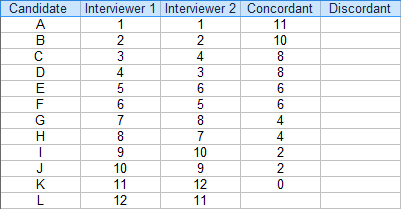 Candidate Interviewer 1 Interviewer 2 Concordant Discordant
A 1 1 11
B 2 2 10
C 3 4 8
D 4 3 8
E 5 6 6
F 6 5 6
G 7 8 4
H 8 7 4
I 9 10 2
J 10 9 2
K 11 12 0
L 12 11